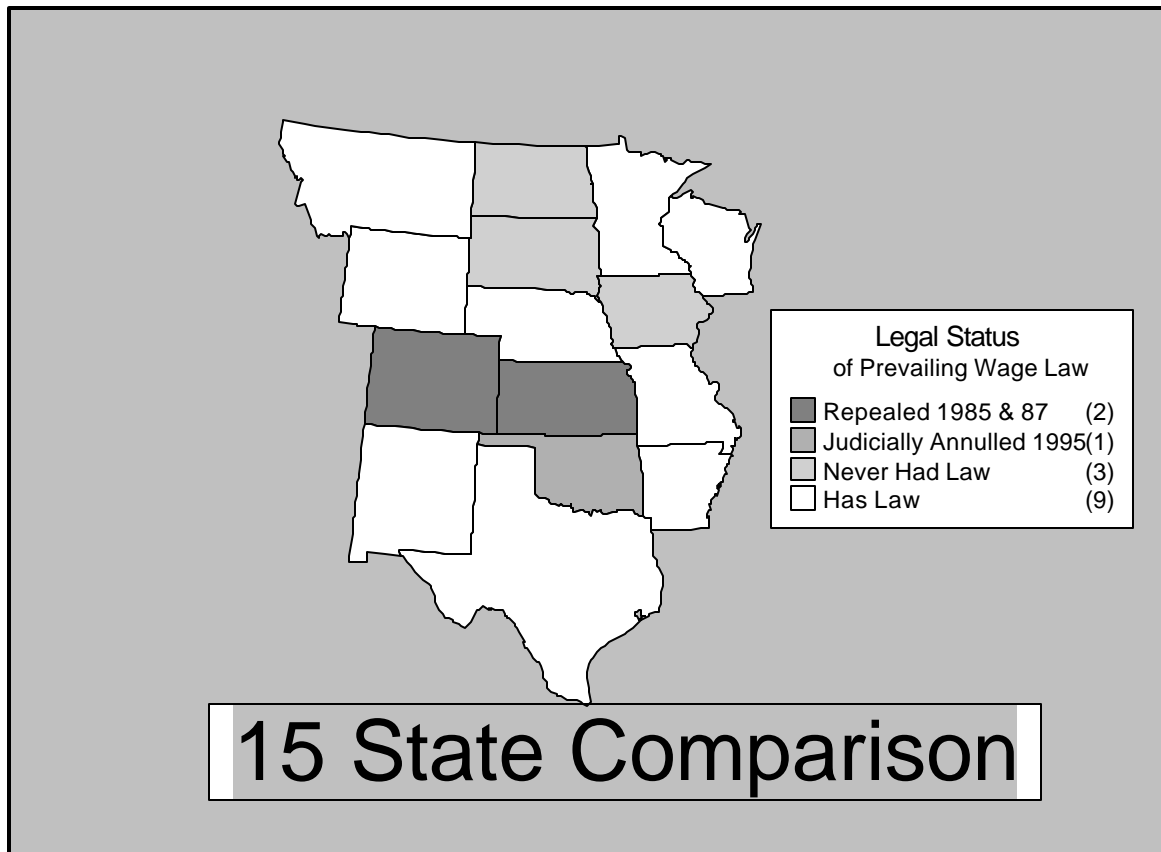 Legal Status
of Prevailing Wage Law
Repealed 1985 & 87 (2)
Judicially Annulled 1995(1)
Never Had Law (3)
Has Law (9)
15 State Comparison